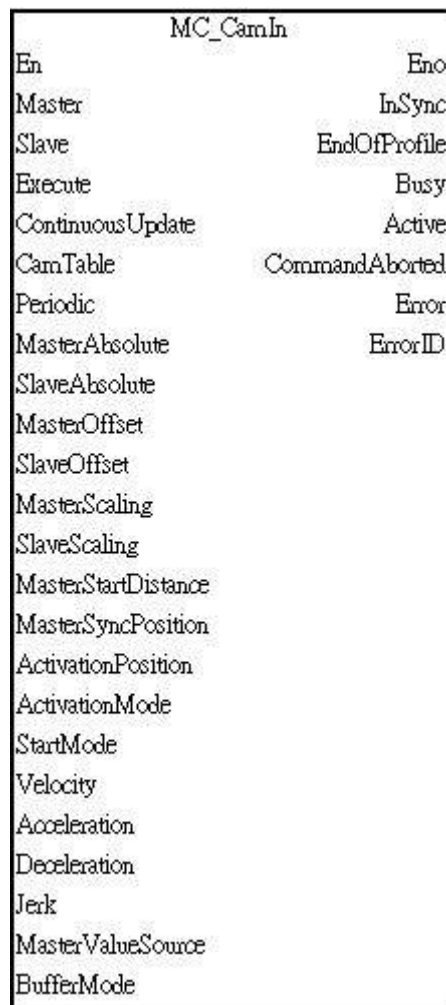 MC_CamIn
En Eno
Master InSync
Slave EndOfProfile
Execute Busy
ContinuousUpdate Active
CamTable CommandAborted
Periodic Error
MasterAbsolute ErrorID
SlaveAbsolute
MasterOffset
SlaveOffset
MasterScaling
SlaveScaling
MasterStartDistance
MasterSyncPosition
ActivationPosition
ActivationMode
StartMode
Velocity
Acceleration
Deceleration
Jerk
MasterValueSource
BufferMode